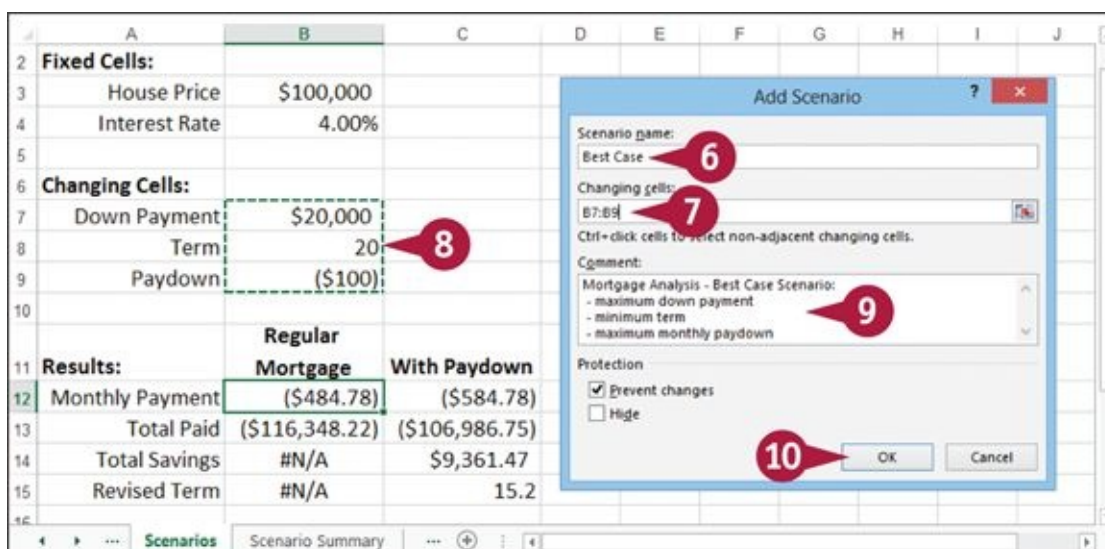 A B C D E F G H I J
2 Fixed Cells:
3 House Price $100,000
4 Interest Rate 4.00%
5
6 Changing Cells:
7 Down Payment $20,000
8 Term 20
9 Paydown ($100)
10
Regular
11 Results: Mortgage With Paydown
12 Monthly Payment ($484.78) ($584.78)
13 Total Paid ($116,348.22) ($106,986.75)
14 Total Savings #N/A $9,361.47
15 Revised Term #N/A 15.2
16
... Scenarios Scenario Summary ...
8
Add Scenario ?
Scenario name:
Best Case 6
Changing cells:
B7:B9 7
Ctrl+click cells to select non-adjacent changing cells.
Comment:
Mortgage Analysis - Best Case Scenario:
- maximum down payment
- minimum term 9
- maximum monthly paydown
Protection
Prevent changes
Hide
10 OK Cancel